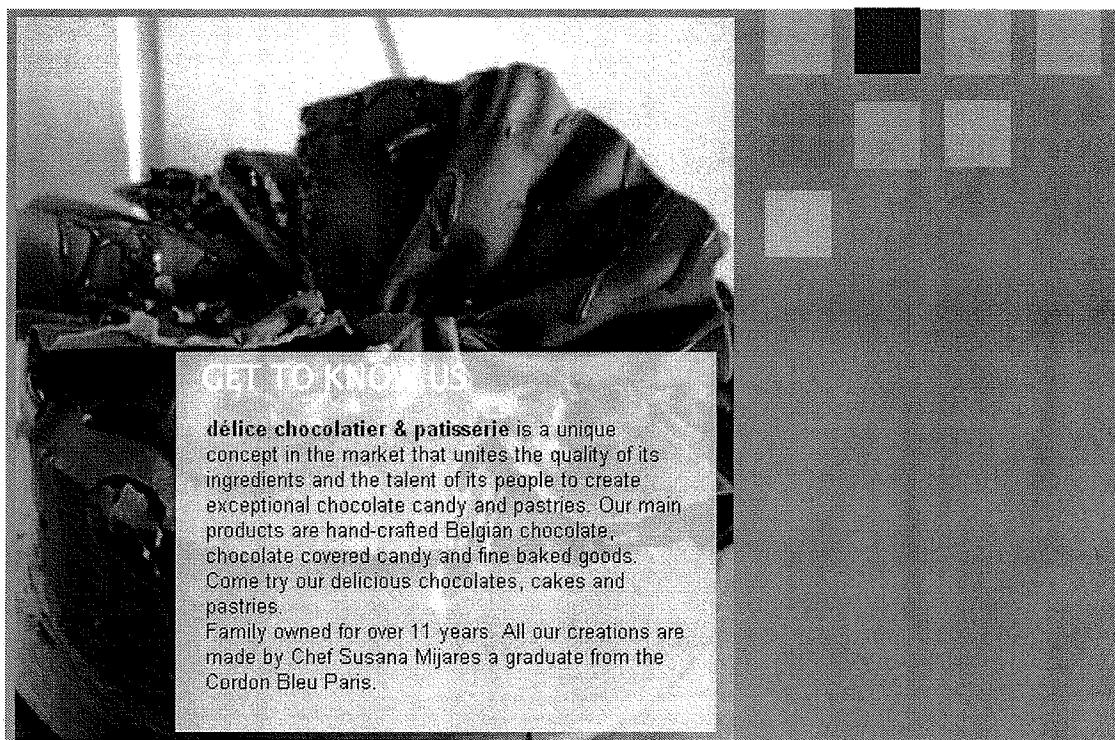 GET TO KNOW US
délice chocolatier & patisserie is a unique
concept in the market that unites the quality of its
ingredients and the talent of its people to create
exceptional chocolate candy and pastries. Our main
products are hand-crafted Belgian chocolate,
chocolate covered candy and fine baked goods.
Come try our delicious chocolates, cakes and
pastries.
Family owned for over 11 years. All our creations are
made by Chef Susana Mijares a graduate from the
Cordon Bleu Paris.